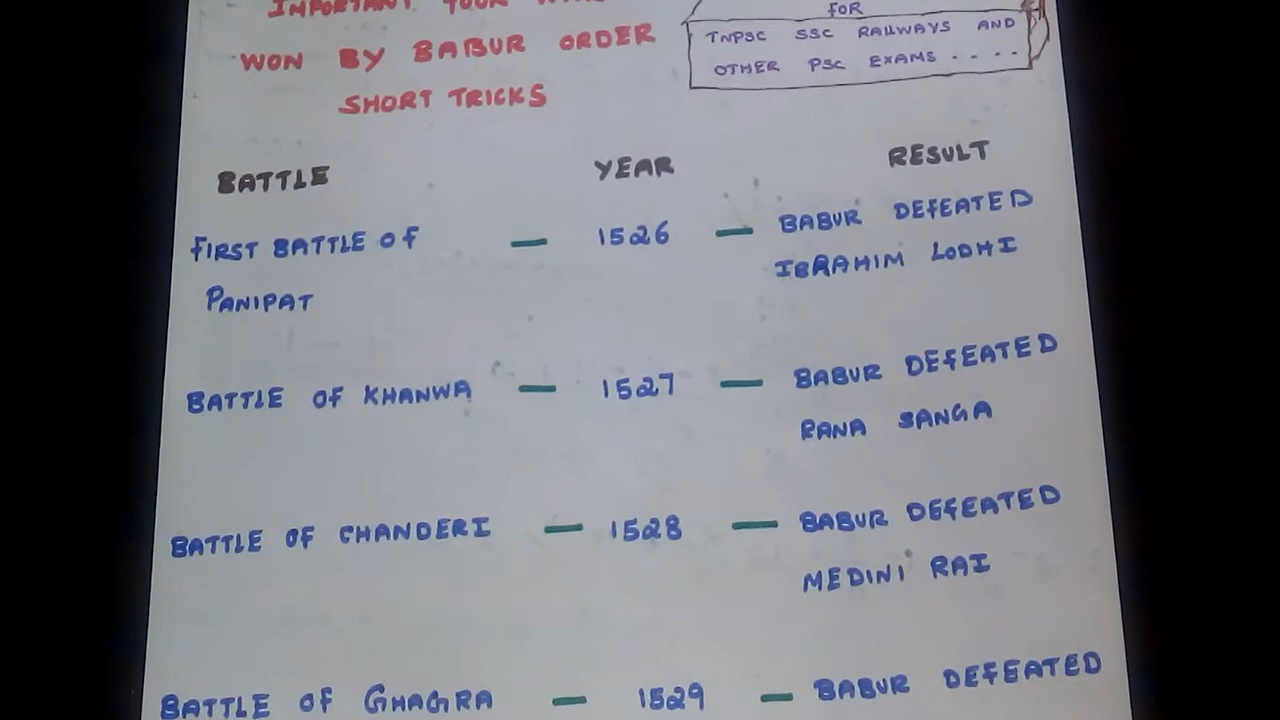 IMPORTANT FOUR
WON BY BABUR ORDER
SHORT TRICKS
FOR
TNPSC SSC RAILWAYS AND
OTHER PSC EXAMS . . . .
BATTLE YEAR RESULT
FIRST BATTLE OF — 1526 — BABUR DEFEATED
PANIPAT IBRAHIM LODHI
BATTLE OF KHANWA — 1527 — BABUR DEFEATED
RANA SANGA
BATTLE OF CHANDERI — 1528 — BABUR DEFEATED
MEDINI RAI
BATTLE OF GHAGRA — 1529 — BABUR DEFEATED